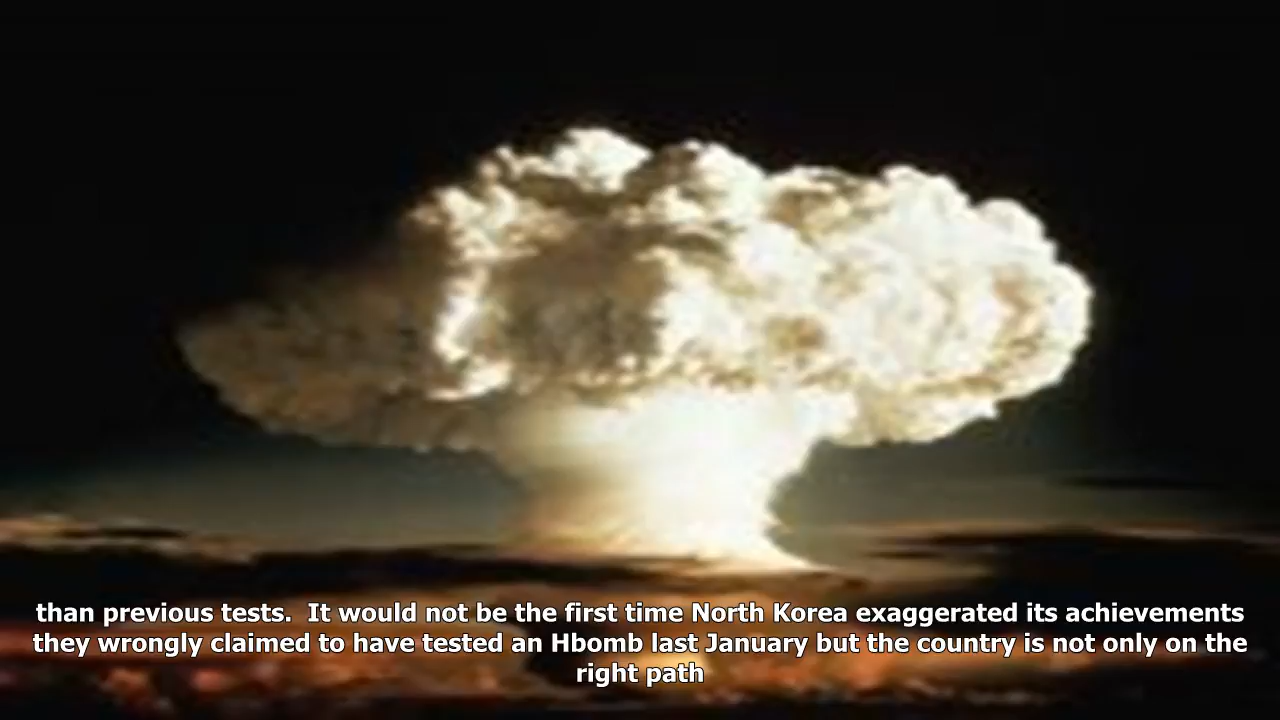 than previous tests.  It would not be the first time North Korea exaggerated its achievements
they wrongly claimed to have tested an Hbomb last January but the country is not only on the
right path